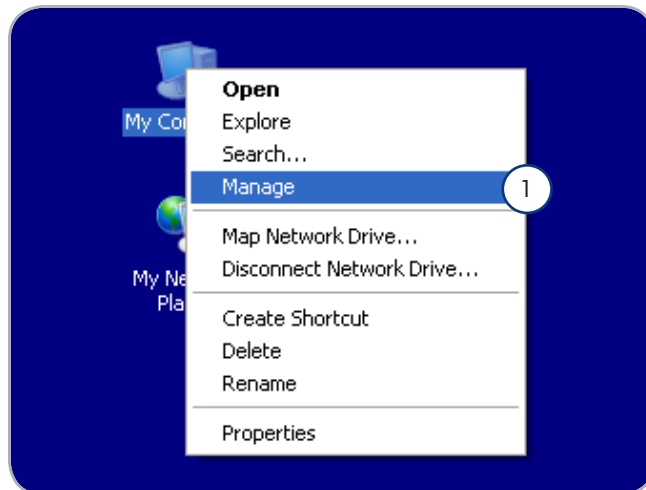 Open
My Co
Explore
Search...
Manage
1
Map Network Drive...
My Ne
Disconnect Network Drive...
Pla
Create Shortcut
Delete
Rename
Properties